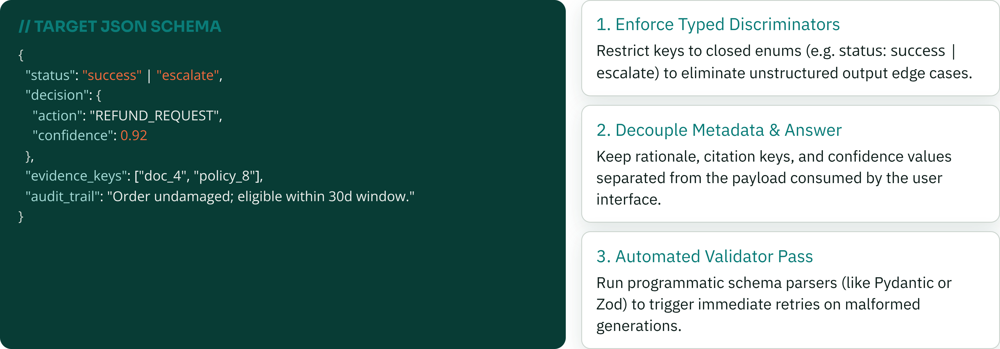 // TARGET JSON SCHEMA
{
"status": "success" | "escalate",
"decision": {
"action": "REFUND_REQUEST",
"confidence": 0.92
},
"evidence_keys": ["doc_4", "policy_8"],
"audit_trail": "Order undamaged; eligible within 30d window."
}
1. Enforce Typed Discriminators
Restrict keys to closed enums (e.g. status: success |
escalate) to eliminate unstructured output edge cases.
2. Decouple Metadata & Answer
Keep rationale, citation keys, and confidence values
separated from the payload consumed by the user
interface.
3. Automated Validator Pass
Run programmatic schema parsers (like Pydantic or
Zod) to trigger immediate retries on malformed
generations.